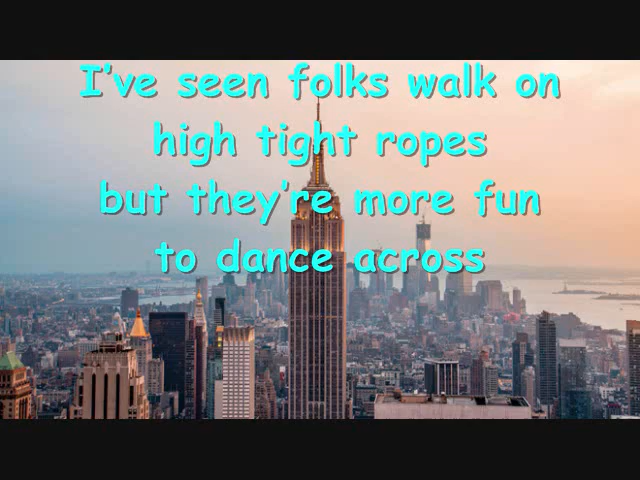 I've seen folks walk on
high tight ropes
but they're more fun
to dance across